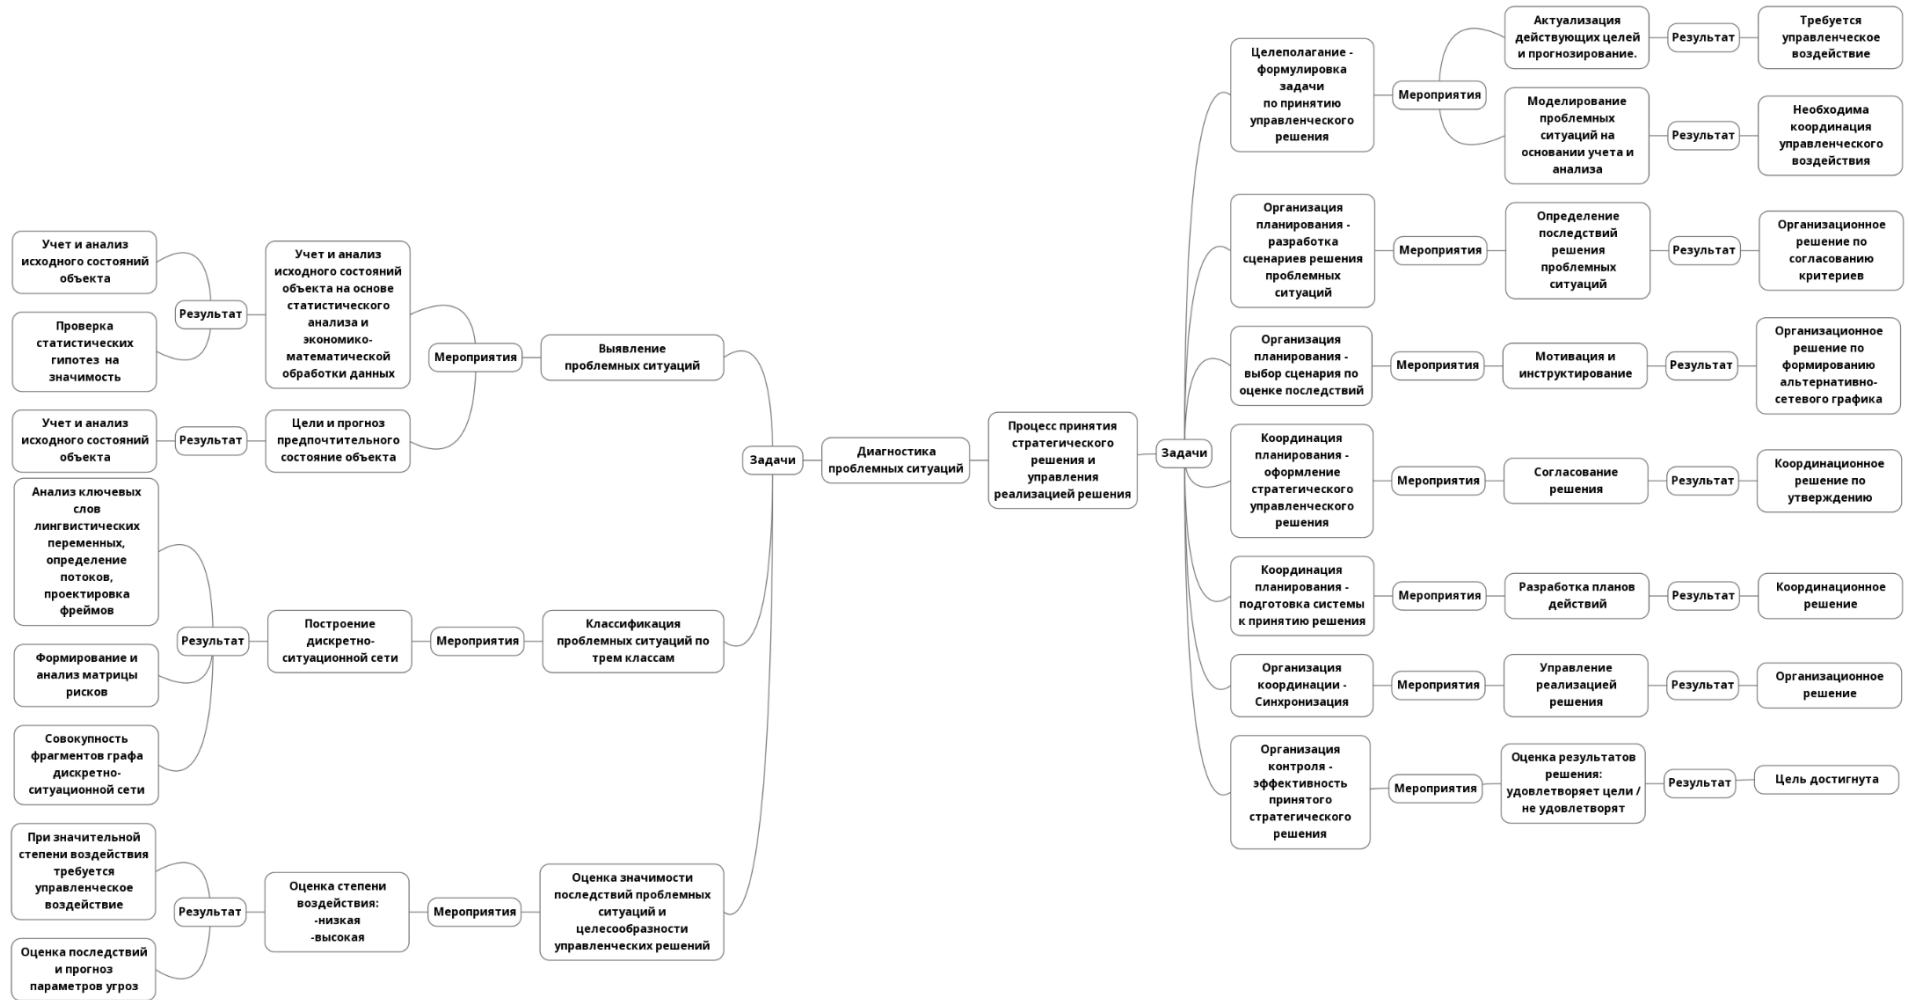 Процесс принятия
стратегического
решения и
управления
реализацией решения
Задачи
Целеполагание -
формулировка
задачи
по принятию
управленческого
решения
Мероприятия
Актуализация
действующих целей
и прогнозирование.
Результат
Требуется
управленческое
воздействие
Моделирование
проблемных
ситуаций на
основании учета и
анализа
Результат
Необходима
координация
управленческого
воздействия
Организация
планирования -
разработка
сценариев решения
проблемных
ситуаций
Мероприятия
Определение
последствий
решения
проблемных
ситуаций
Результат
Организационное
решение по
согласованию
критериев
Организация
планирования -
выбор сценария по
оценке последствий
Мероприятия
Мотивация и
инструктирование
Результат
Организационное
решение по
формированию
альтернативно-
сетевого графика
Координация
планирования -
оформление
стратегического
управленческого
решения
Мероприятия
Согласование
решения
Результат
Координационное
решение по
утверждению
Координация
планирования -
подготовка системы
к принятию решения
Мероприятия
Разработка планов
действий
Результат
Координационное
решение
Организация
координации -
Синхронизация
Мероприятия
Управление
реализацией
решения
Результат
Организационное
решение
Организация
контроля -
эффективность
принятого
стратегического
решения
Мероприятия
Оценка результатов
решения:
удовлетворяет цели /
не удовлетворят
Результат
Цель достигнута
Диагностика
проблемных ситуаций
Задачи
Выявление
проблемных ситуаций
Мероприятия
Учет и анализ
исходного состояний
объекта на основе
статистического
анализа и
экономико-
математической
обработки данных
Результат
Учет и анализ
исходного состояний
объекта
Проверка
статистических
гипотез на
значимость
Цели и прогноз
предпочтительного
состояние объекта
Результат
Учет и анализ
исходного состояний
объекта
Классификация
проблемных ситуаций по
трем классам
Мероприятия
Построение
дискретно-
ситуационной сети
Результат
Анализ ключевых
слов
лингвистических
переменных,
определение
потоков,
проектировка
фреймов
Формирование и
анализ матрицы
рисков
Совокупность
фрагментов графа
дискретно-
ситуационной сети
Оценка значимости
последствий проблемных
ситуаций и
целесообразности
управленческих решений
Мероприятия
Оценка степени
воздействия:
-низкая
-высокая
Результат
При значительной
степени воздействия
требуется
управленческое
воздействие
Оценка последствий
и прогноз
параметров угроз